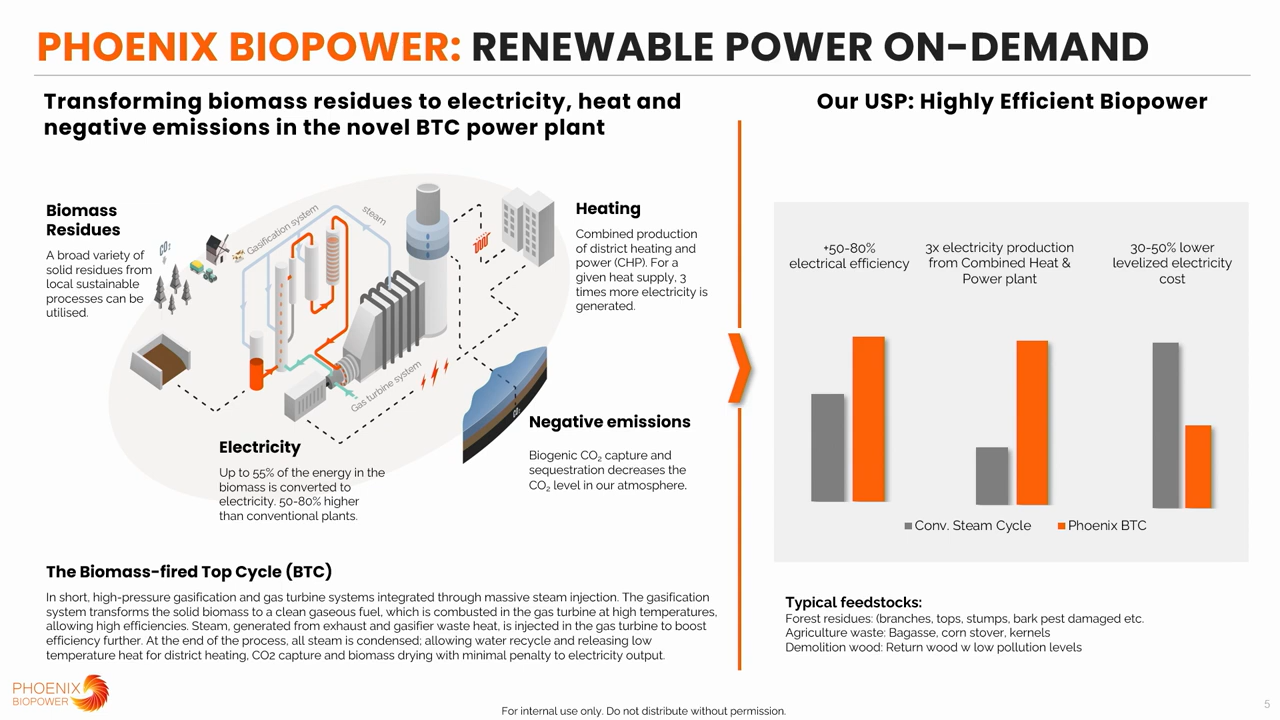 PHOENIX BIOPOWER: RENEWABLE POWER ON-DEMAND
Transforming biomass residues to electricity, heat and
negative emissions in the novel BTC power plant
Biomass
Residues
A broad variety of
solid residues from
local sustainable
processes can be
utilised.
CO₂
Gasification system
steam
Gas turbine system
CO₂
Heating
Combined production
of district heating and
power (CHP). For a
given heat supply, 3
times more electricity is
generated.
Electricity
Up to 55% of the energy in the
biomass is converted to
electricity. 50-80% higher
than conventional plants.
Negative emissions
Biogenic CO₂ capture and
sequestration decreases the
CO₂ level in our atmosphere.
The Biomass-fired Top Cycle (BTC)
In short, high-pressure gasification and gas turbine systems integrated through massive steam injection. The gasification
system transforms the solid biomass to a clean gaseous fuel, which is combusted in the gas turbine at high temperatures,
allowing high efficiencies. Steam, generated from exhaust and gasifier waste heat, is injected in the gas turbine to boost
efficiency further. At the end of the process, all steam is condensed; allowing water recycle and releasing low
temperature heat for district heating, CO2 capture and biomass drying with minimal penalty to electricity output.
Our USP: Highly Efficient Biopower
+50-80%
electrical efficiency
3x electricity production
from Combined Heat &
Power plant
30-50% lower
levelized electricity
cost
Conv. Steam Cycle
Phoenix BTC
Typical feedstocks:
Forest residues: (branches, tops, stumps, bark pest damaged etc.
Agriculture waste: Bagasse, corn stover, kernels
Demolition wood: Return wood w low pollution levels
PHOENIX
BIOPOWER
For internal use only. Do not distribute without permission.
5